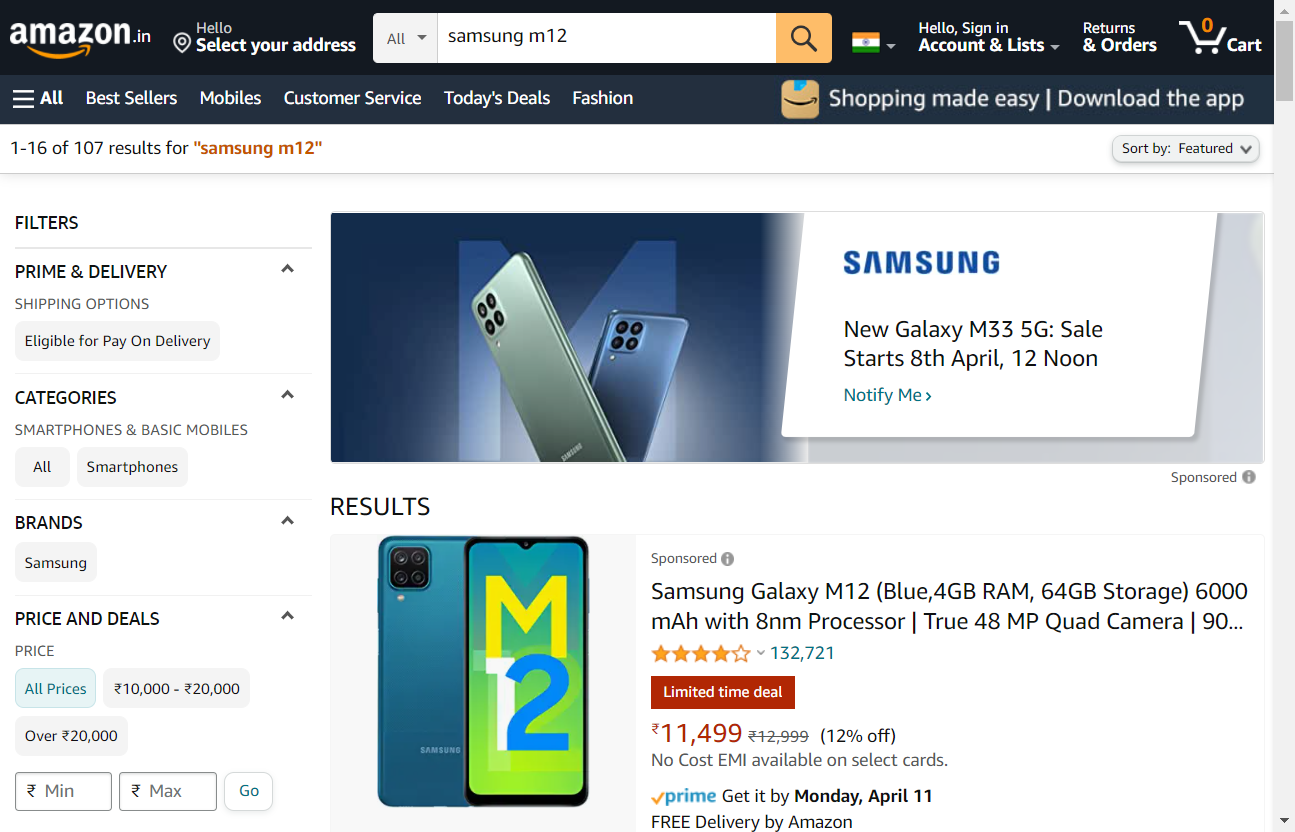 amazon.in
Hello
Select your address
All
samsung m12
Hello, Sign in
Account & Lists
Returns
& Orders
0
Cart
All
Best Sellers
Mobiles
Customer Service
Today's Deals
Fashion
Shopping made easy | Download the app
1-16 of 107 results for "samsung m12"
Sort by: Featured
FILTERS
PRIME & DELIVERY
SHIPPING OPTIONS
Eligible for Pay On Delivery
CATEGORIES
SMARTPHONES & BASIC MOBILES
All
Smartphones
BRANDS
Samsung
PRICE AND DEALS
PRICE
All Prices
₹10,000 - ₹20,000
Over ₹20,000
₹ Min
₹ Max
Go
SAMSUNG
SAMSUNG
New Galaxy M33 5G: Sale
Starts 8th April, 12 Noon
Notify Me ›
Sponsored
RESULTS
SAMSUNG
M
12
Sponsored
Samsung Galaxy M12 (Blue,4GB RAM, 64GB Storage) 6000
mAh with 8nm Processor | True 48 MP Quad Camera | 90...
132,721
Limited time deal
₹11,499 ₹12,999 (12% off)
No Cost EMI available on select cards.
prime Get it by Monday, April 11
FREE Delivery by Amazon